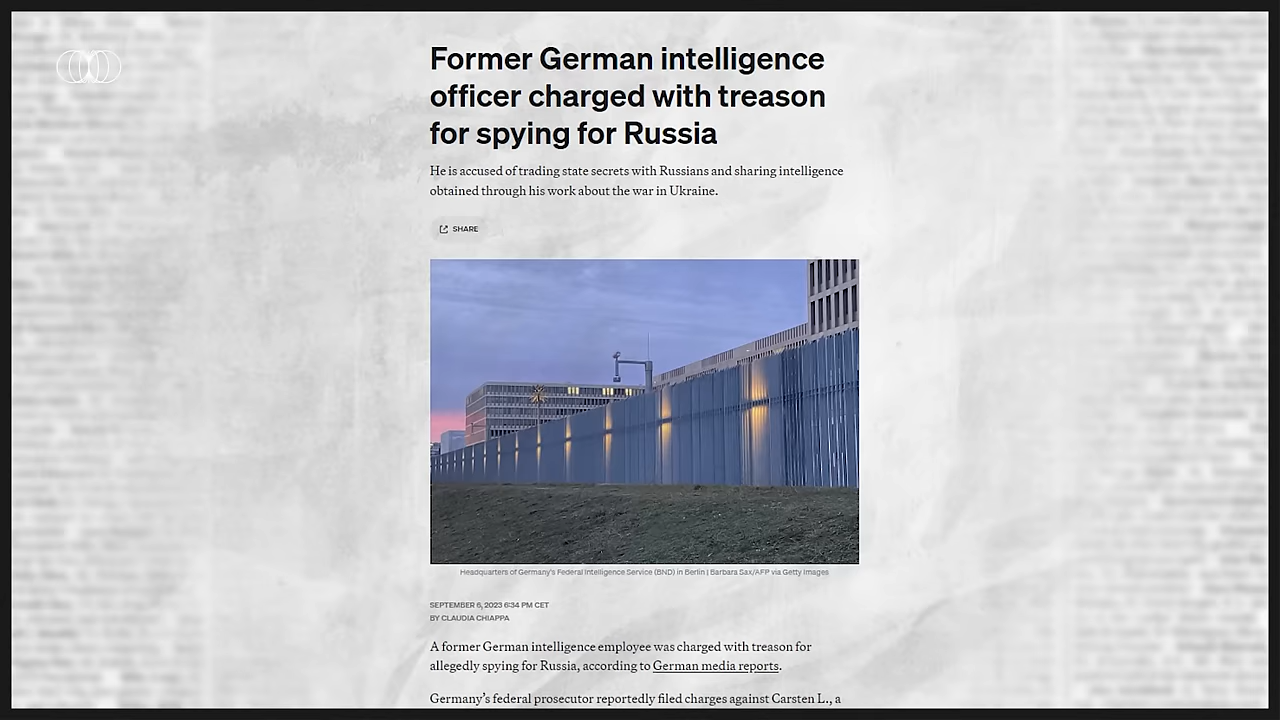 Former German intelligence
officer charged with treason
for spying for Russia
He is accused of trading state secrets with Russians and sharing intelligence
obtained through his work about the war in Ukraine.
SHARE
Headquarters of Germany's Federal Intelligence Service (BND) in Berlin | Barbara Sax/AFP via Getty Images
SEPTEMBER 6, 2023 6:34 PM CET
BY CLAUDIA CHIAPPA
A former German intelligence employee was charged with treason for
allegedly spying for Russia, according to German media reports.
Germany's federal prosecutor reportedly filed charges against Carsten L., a